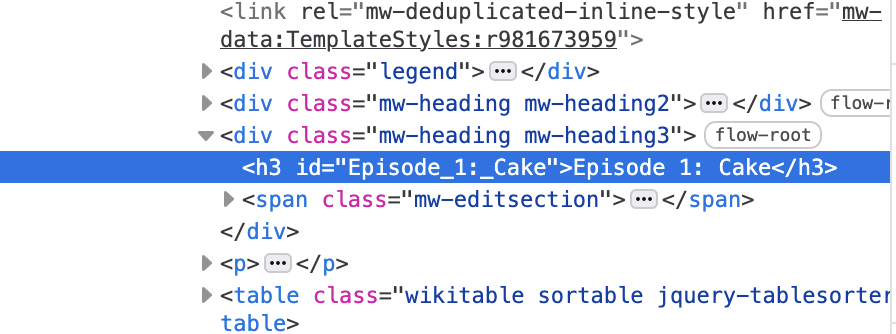 <link rel="mw-deduplicated-inline-style" href="mw-
data:TemplateStyles:r981673959">
<div class="legend">···</div>
<div class="mw-heading mw-heading2">···</div> flow-r
<div class="mw-heading mw-heading3"> flow-root
<h3 id="Episode_1:_Cake">Episode 1: Cake</h3>
<span class="mw-editsection">···</span>
</div>
<p>···</p>
<table class="wikitable sortable jquery-tablesorter
table>